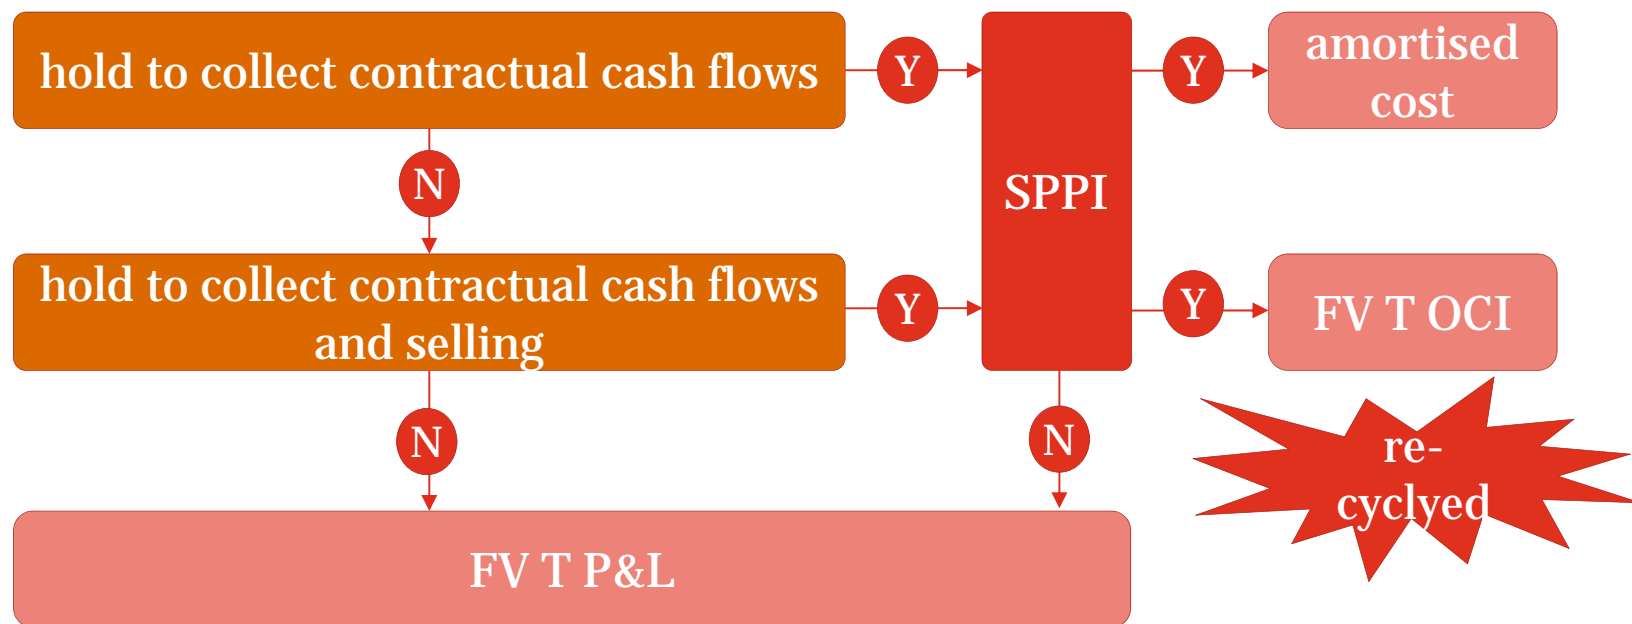 hold to collect contractual cash flows
Y
SPPI
Y
amortised
cost
N
hold to collect contractual cash flows
and selling
Y
Y
FV T OCI
N
N
re-
cyclyed
FV T P&L